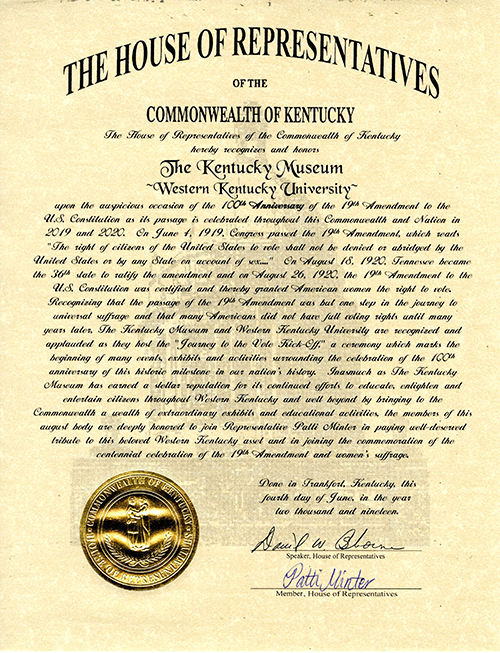 THE HOUSE OF REPRESENTATIVES
OF THE
COMMONWEALTH OF KENTUCKY
The House of Representatives of the Commonwealth of Kentucky
hereby recognizes and honors
The Kentucky Museum
~Western Kentucky University~
upon the auspicious occasion of the 100th Anniversary of the 19th Amendment to the
U.S. Constitution as its passage is celebrated throughout this Commonwealth and Nation in
2019 and 2020. On June 4, 1919, Congress passed the 19th Amendment, which reads
"The right of citizens of the United States to vote shall not be denied or abridged by the
United States or by any State on account of sex...." On August 18, 1920, Tennessee became
the 36th state to ratify the amendment and on August 26, 1920, the 19th Amendment to the
U.S. Constitution was certified and thereby granted American women the right to vote.
Recognizing that the passage of the 19th Amendment was but one step in the journey to
universal suffrage and that many Americans did not have full voting rights until many
years later, The Kentucky Museum and Western Kentucky University are recognized and
applauded as they host the "Journey to the Vote Kick-Off," a ceremony which marks the
beginning of many events, exhibits and activities surrounding the celebration of the 100th
anniversary of this historic milestone in our nation's history. Inasmuch as The Kentucky
Museum has earned a stellar reputation for its continued efforts to educate, enlighten and
entertain citizens throughout Western Kentucky and well beyond by bringing to the
Commonwealth a wealth of extraordinary exhibits and educational activities, the members of this
august body are deeply honored to join Representative Patti Minter in paying well-deserved
tribute to this beloved Western Kentucky asset and in joining the commemoration of the
centennial celebration of the 19th Amendment and women's suffrage.
Done in Frankfort, Kentucky, this
fourth day of June, in the year
two thousand and nineteen.
COMMONWEALTH OF KENTUCKY
HOUSE OF REPRESENTATIVES
David W. Osborne
Speaker, House of Representatives
Patti Minter
Member, House of Representatives